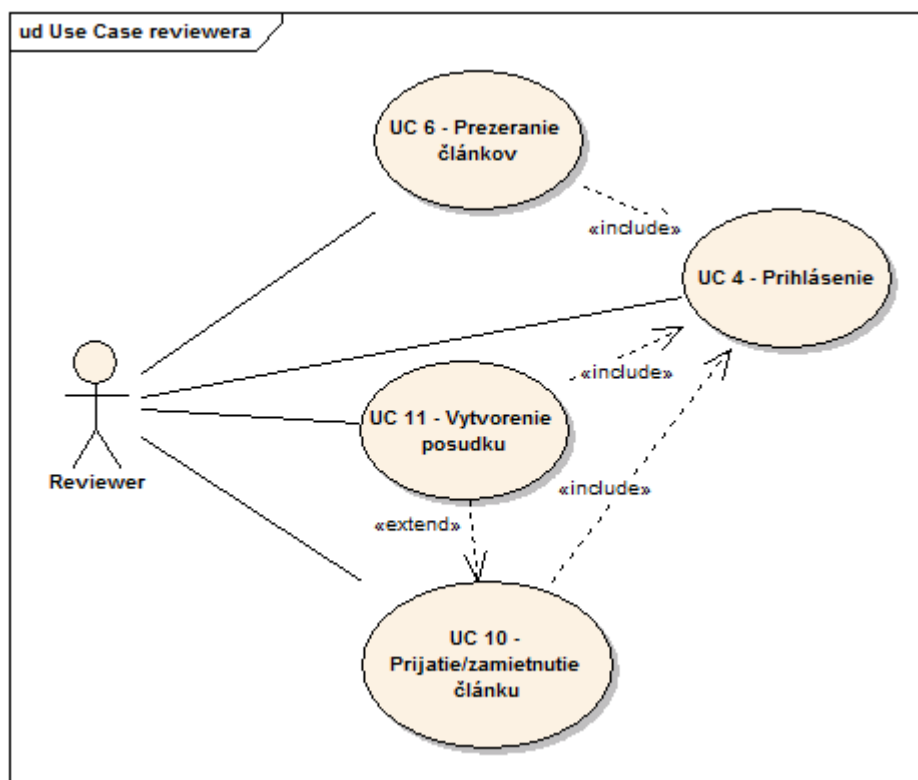 ud Use Case reviewera
UC 6 - Prezeranie
článkov
«include»
UC 4 - Prihlásenie
«include»
UC 11 - Vytvorenie
posudku
Reviewer
«include»
«extend»
UC 10 -
Prijatie/zamietnutie
článku